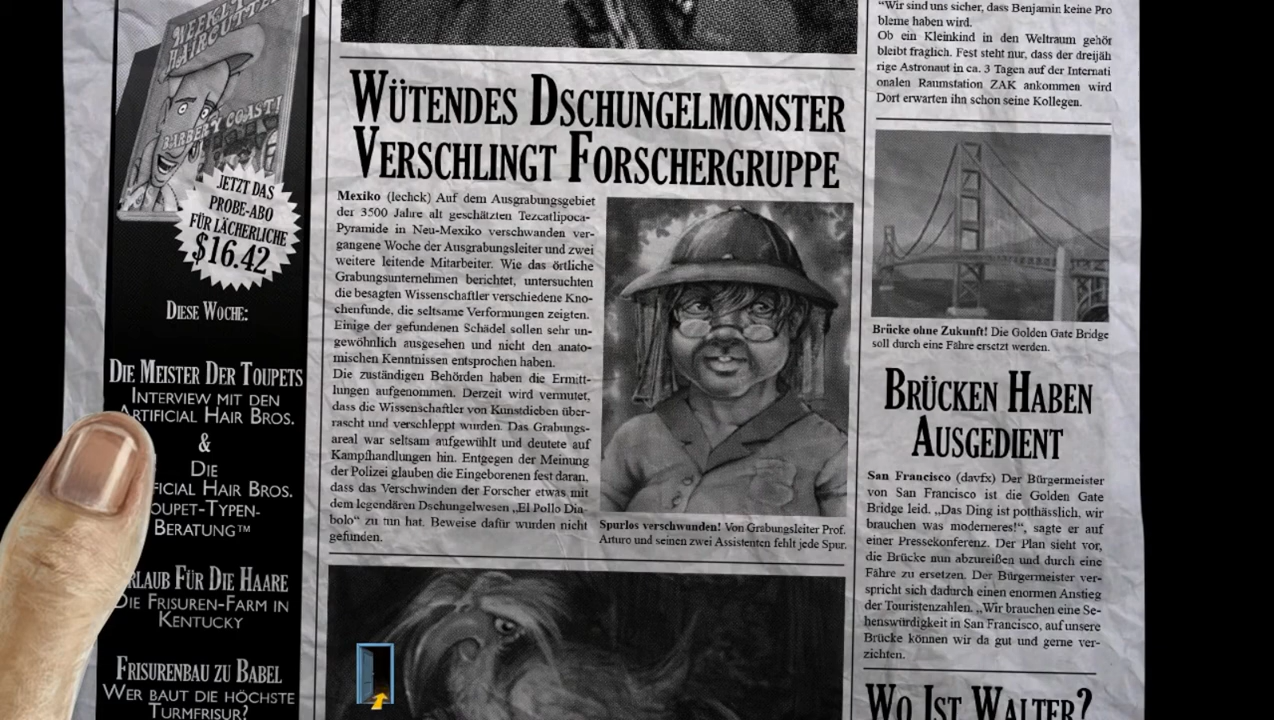 WEEKLY
HAIRCUTTER
BARBERY COAST!
JETZT DAS
PROBE-ABO
FÜR LÄCHERLICHE
$16.42
DIESE WOCHE:
DIE MEISTER DER TOUPETS
INTERVIEW MIT DEN
ARTIFICIAL HAIR BROS.
&
DIE
FICIAL HAIR BROS.
OUPET-TYPEN-
BERATUNG™
RLAUB FÜR DIE HAARE
DIE FRISUREN-FARM IN
KENTUCKY
FRISURENBAU ZU BABEL
WER BAUT DIE HÖCHSTE
TURMFRISUR?
WÜTENDES DSCHUNGELMONSTER
VERSCHLINGT FORSCHERGRUPPE
Mexiko (lechck) Auf dem Ausgrabungsgebiet
der 3500 Jahre alt geschätzten Tezcatlipoca-
Pyramide in Neu-Mexiko verschwanden ver-
gangene Woche der Ausgrabungsleiter und zwei
weitere leitende Mitarbeiter. Wie das örtliche
Grabungsunternehmen berichtet, untersuchten
die besagten Wissenschaftler verschiedene Kno-
chenfunde, die seltsame Verformungen zeigten.
Einige der gefundenen Schädel sollen sehr un-
gewöhnlich ausgesehen und nicht den anato-
mischen Kenntnissen entsprochen haben.
Die zuständigen Behörden haben die Ermitt-
lungen aufgenommen. Derzeit wird vermutet,
dass die Wissenschaftler von Kunstdieben über-
rascht und verschleppt wurden. Das Grabungs-
areal war seltsam aufgewühlt und deutete auf
Kampfhandlungen hin. Entgegen der Meinung
der Polizei glauben die Eingeborenen fest daran,
dass das Verschwinden der Forscher etwas mit
dem legendären Dschungelwesen „El Pollo Dia-
bolo“ zu tun hat. Beweise dafür wurden nicht
gefunden.
Spurlos verschwunden! Von Grabungsleiter Prof.
Arturo und seinen zwei Assistenten fehlt jede Spur.
“Wir sind uns sicher, dass Benjamin keine Pro
bleme haben wird.
Ob ein Kleinkind in den Weltraum gehör
bleibt fraglich. Fest steht nur, dass der dreijäh
rige Astronaut in ca. 3 Tagen auf der Internati
onalen Raumstation ZAK ankommen wird
Dort erwarten ihn schon seine Kollegen.
Brücke ohne Zukunft! Die Golden Gate Bridge
soll durch eine Fähre ersetzt werden.
BRÜCKEN HABEN
AUSGEDIENT
San Francisco (davfx) Der Bürgermeister
von San Francisco ist die Golden Gate
Bridge leid. „Das Ding ist potthässlich, wir
brauchen was moderneres!“, sagte er auf
einer Pressekonferenz. Der Plan sieht vor,
die Brücke nun abzureißen und durch eine
Fähre zu ersetzen. Der Bürgermeister ver-
spricht sich dadurch einen enormen Anstieg
der Touristenzahlen. „Wir brauchen eine Se-
henswürdigkeit in San Francisco, auf unsere
Brücke können wir da gut und gerne ver-
zichten.
WO IST WALTER?